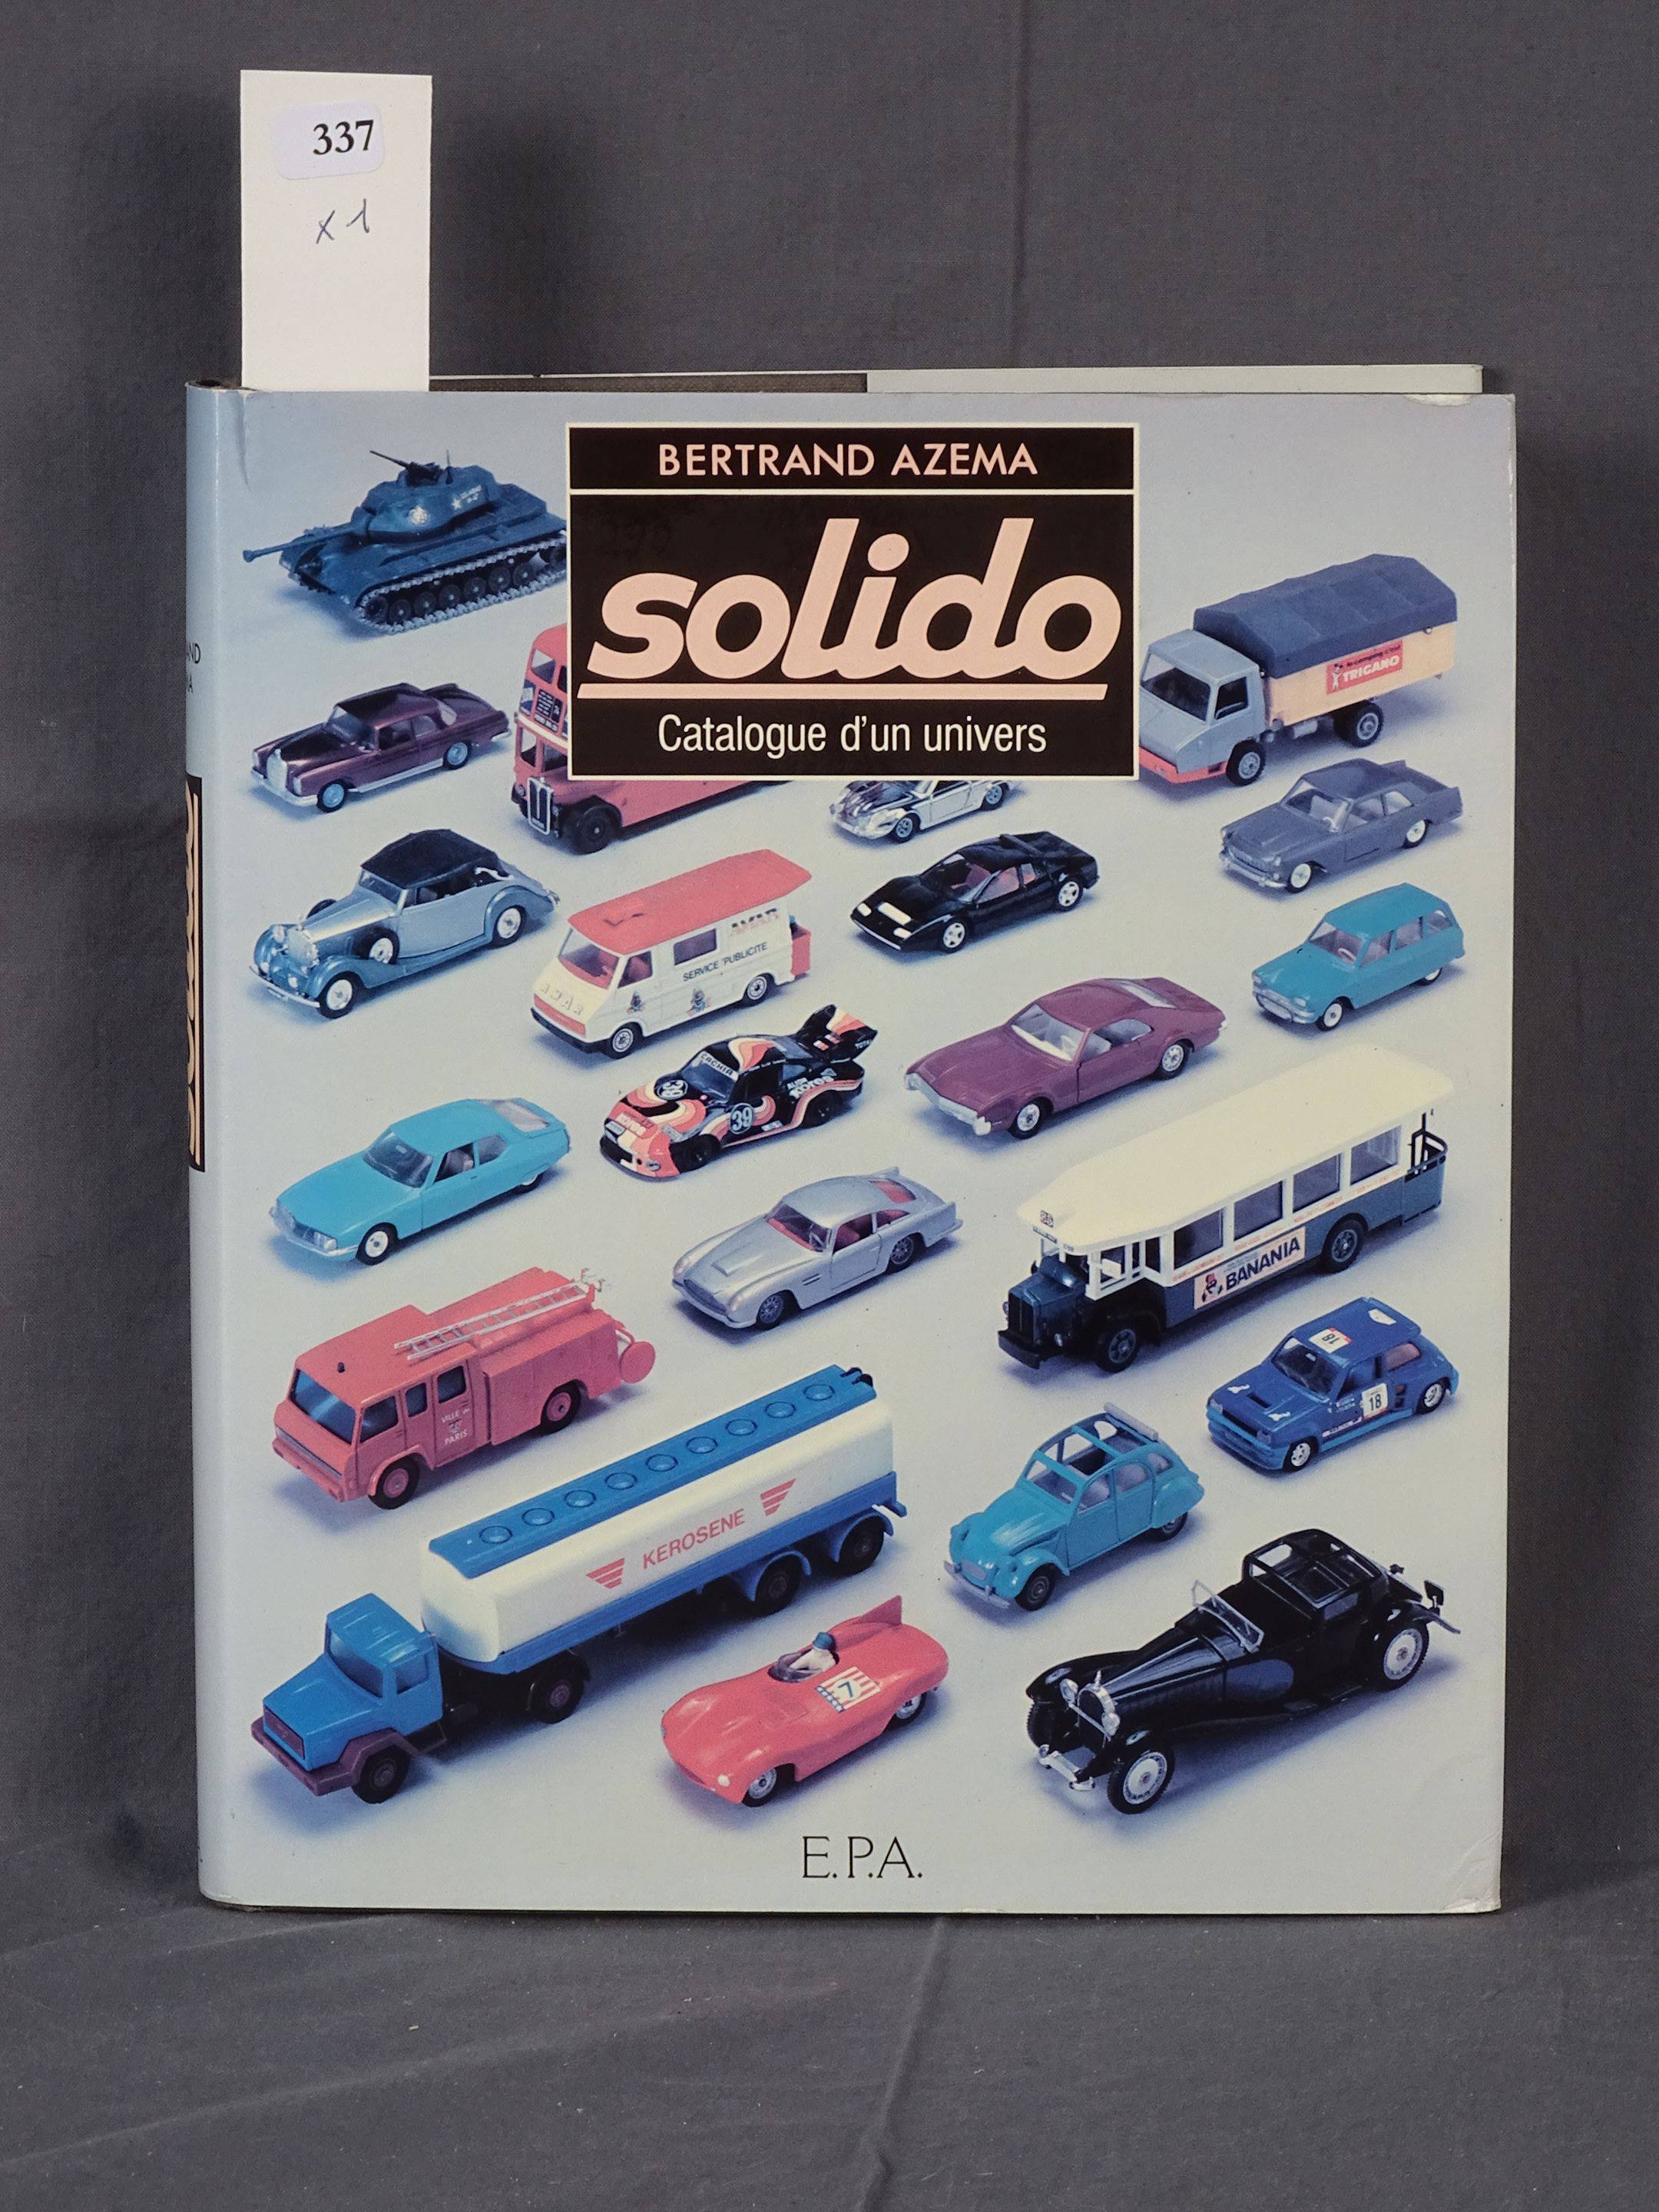 337
x 1
BERTRAND AZEMA
solido
Catalogue d'un univers
TRIGANO
SERVICE PUBLICITE
39
BANANIA
18
18
VILLE de
PARIS
KEROSENE
7
E.P.A.